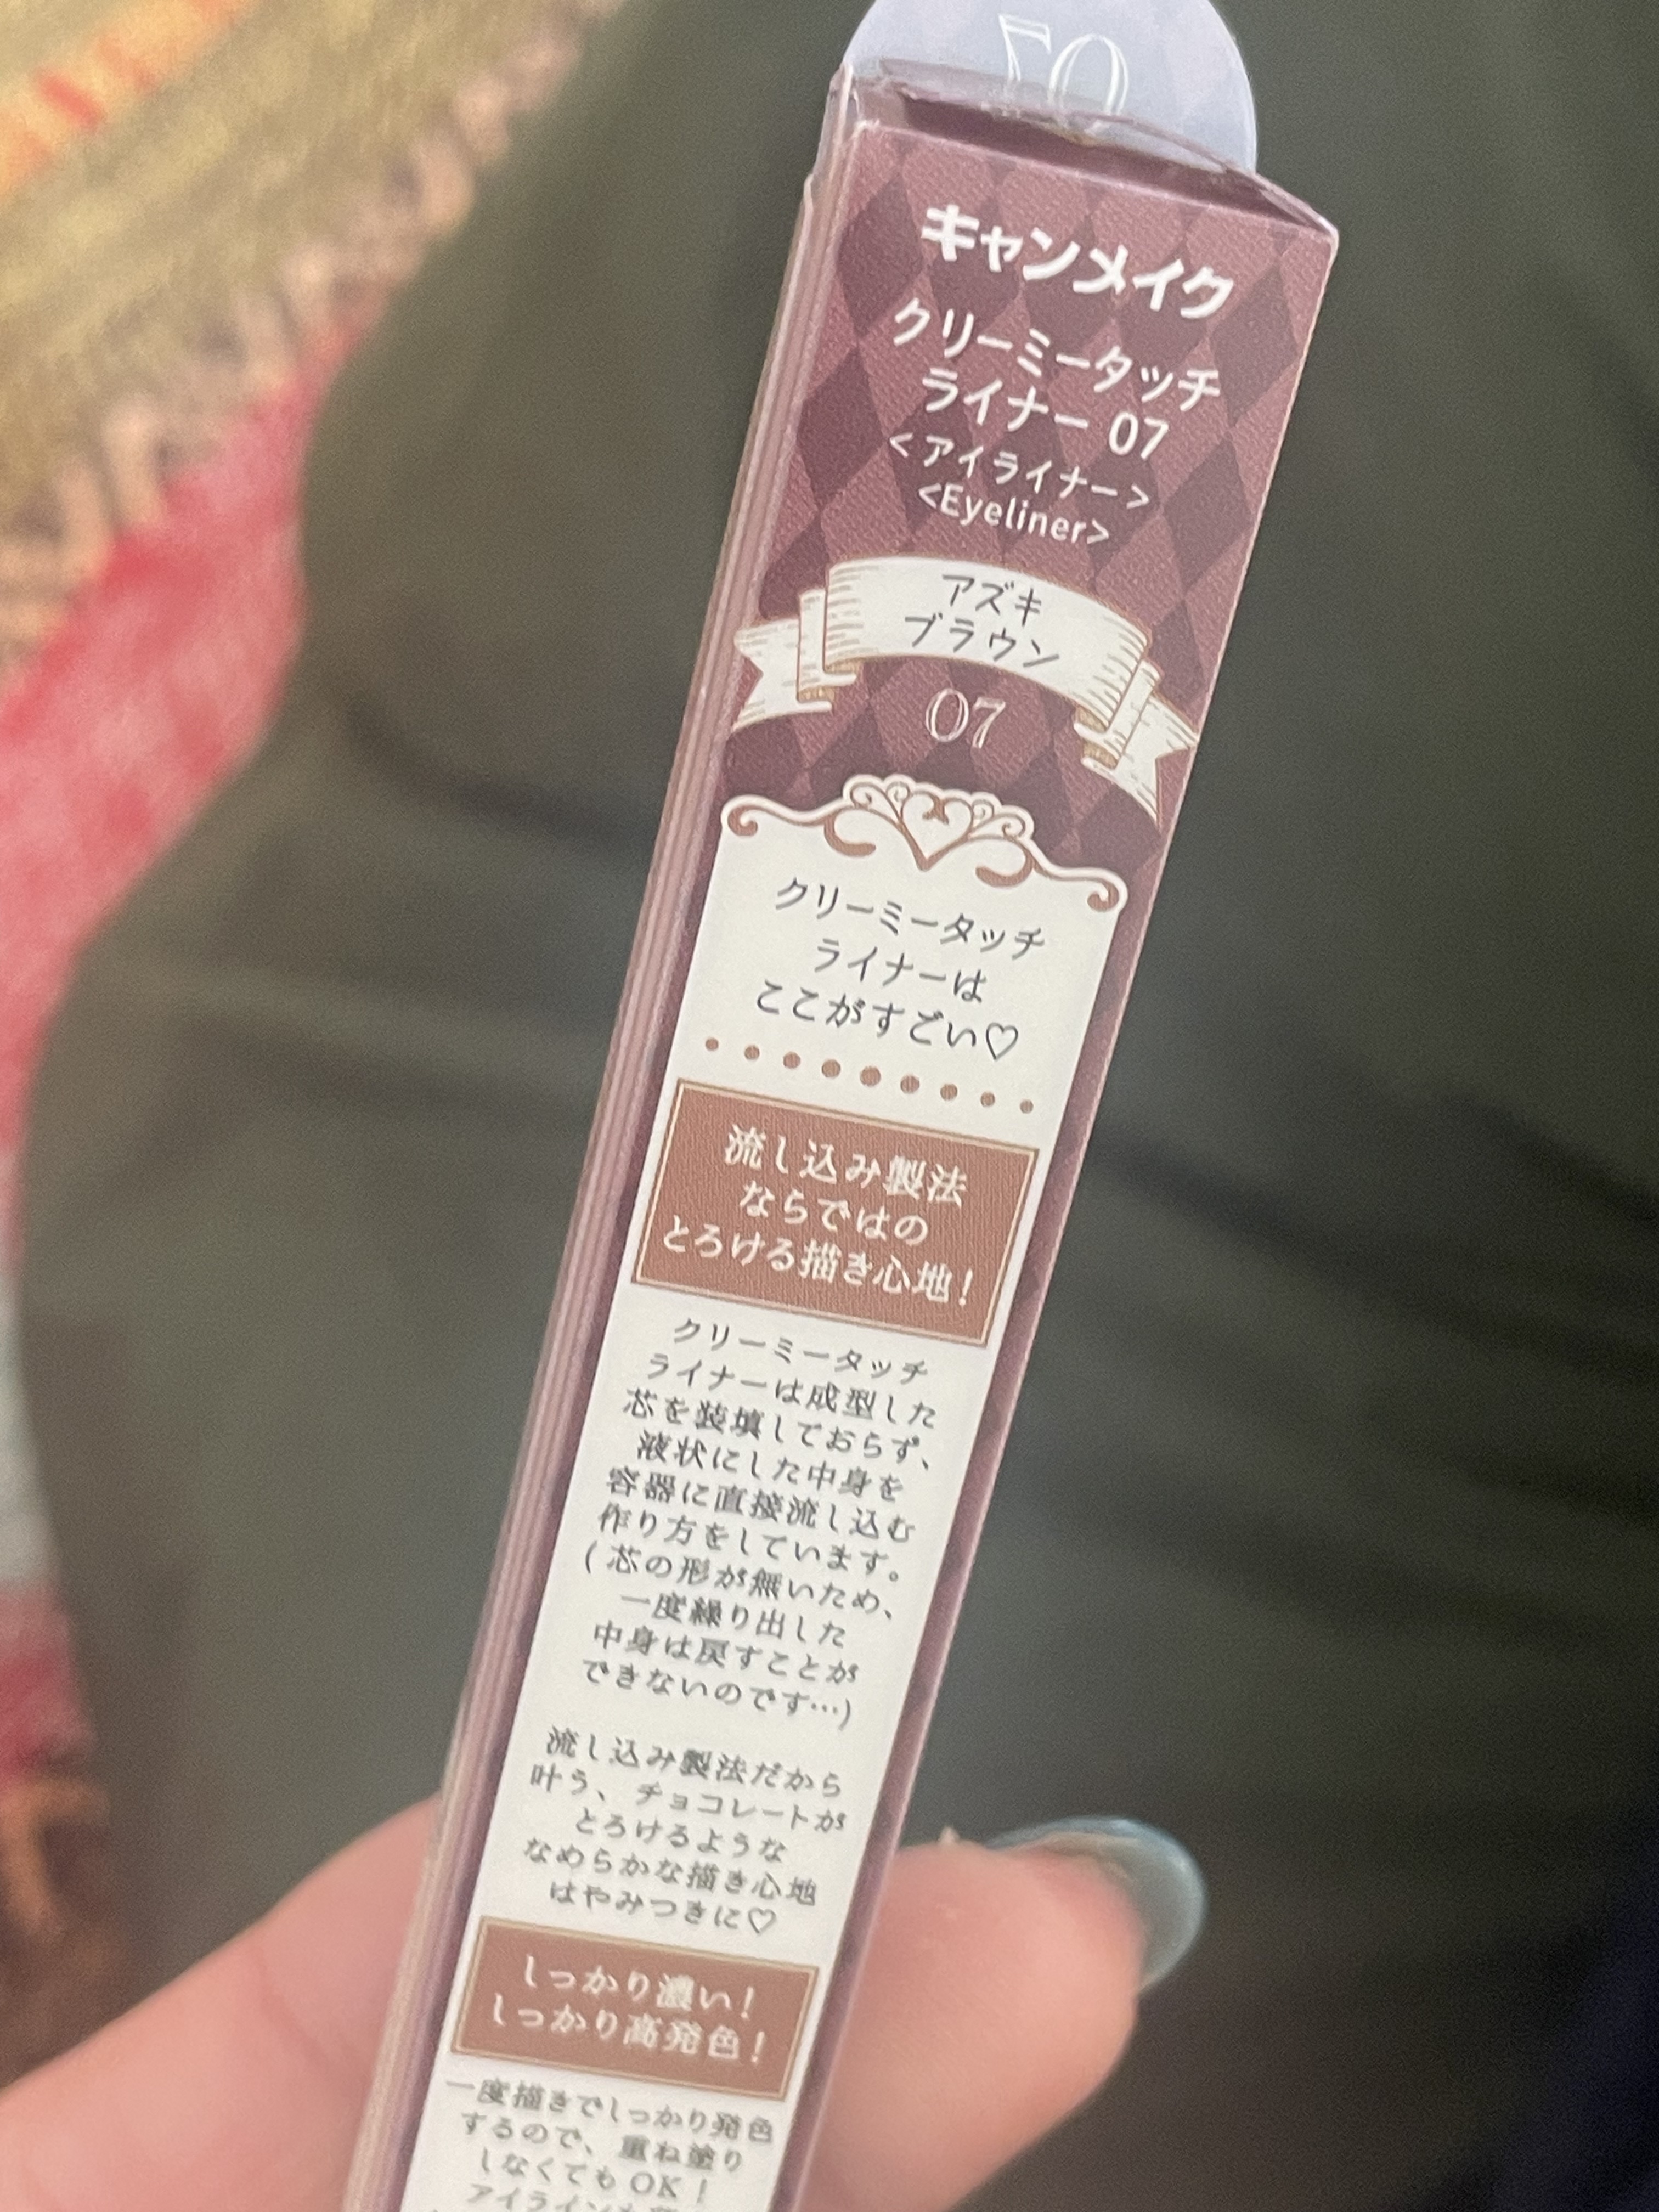 07
キャンメイク
クリーミータッチ
ライナー 07
<アイライナー>
<Eyeliner>
アズキ
ブラウン
07
クリーミータッチ
ライナーは
ここがすごい♡
流し込み製法
ならではの
とろける描き心地!
クリーミータッチ
ライナーは成型した
芯を装填しておらず、
液状にした中身を
容器に直接流し込む
作り方をしています。
(芯の形が無いため、
一度繰り出した
中身は戻すことが
できないのです…)
流し込み製法だから
叶う、チョコレートが
とろけるような
なめらかな描き心地
はやみつきに♡
しっかり濃い!
しっかり高発色!
一度描きでしっかり発色
するので、重ね塗り
しなくてもOK!
アイライン